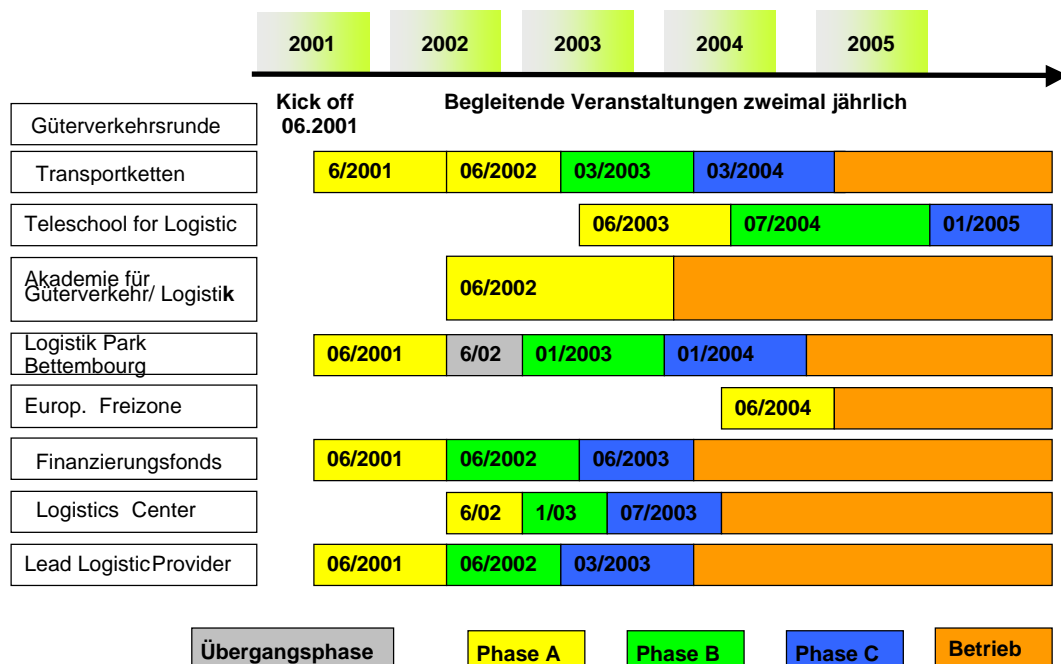 2001 2002 2003 2004 2005
Kick off Begleitende Veranstaltungen zweimal jährlich
06.2001
Güterverkehrsrunde
Transportketten 6/2001 06/2002 03/2003 03/2004
Teleschool for Logistic 06/2003 07/2004 01/2005
Akademie für
Güterverkehr/ Logistik 06/2002
Logistik Park
Bettembourg 06/2001 6/02 01/2003 01/2004
Europ. Freizone 06/2004
Finanzierungsfonds 06/2001 06/2002 06/2003
Logistics Center 6/02 1/03 07/2003
Lead LogisticProvider 06/2001 06/2002 03/2003
Übergangsphase Phase A Phase B Phase C Betrieb